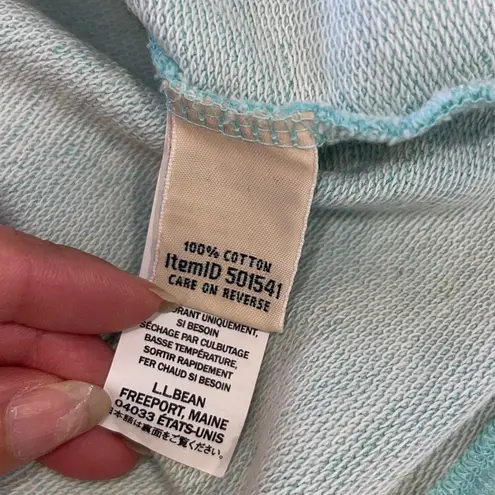 100% COTTON
ItemID 501541
CARE ON REVERSE
RANT UNIQUEMENT,
SI BESOIN
SÉCHAGE PAR CULBUTAGE
BASSE TEMPÉRATURE,
SORTIR RAPIDEMENT
FER CHAUD SI BESOIN
L.L.BEAN
FREEPORT, MAINE
04033 ÉTATS-UNIS
日本語は裏面をご覧ください。